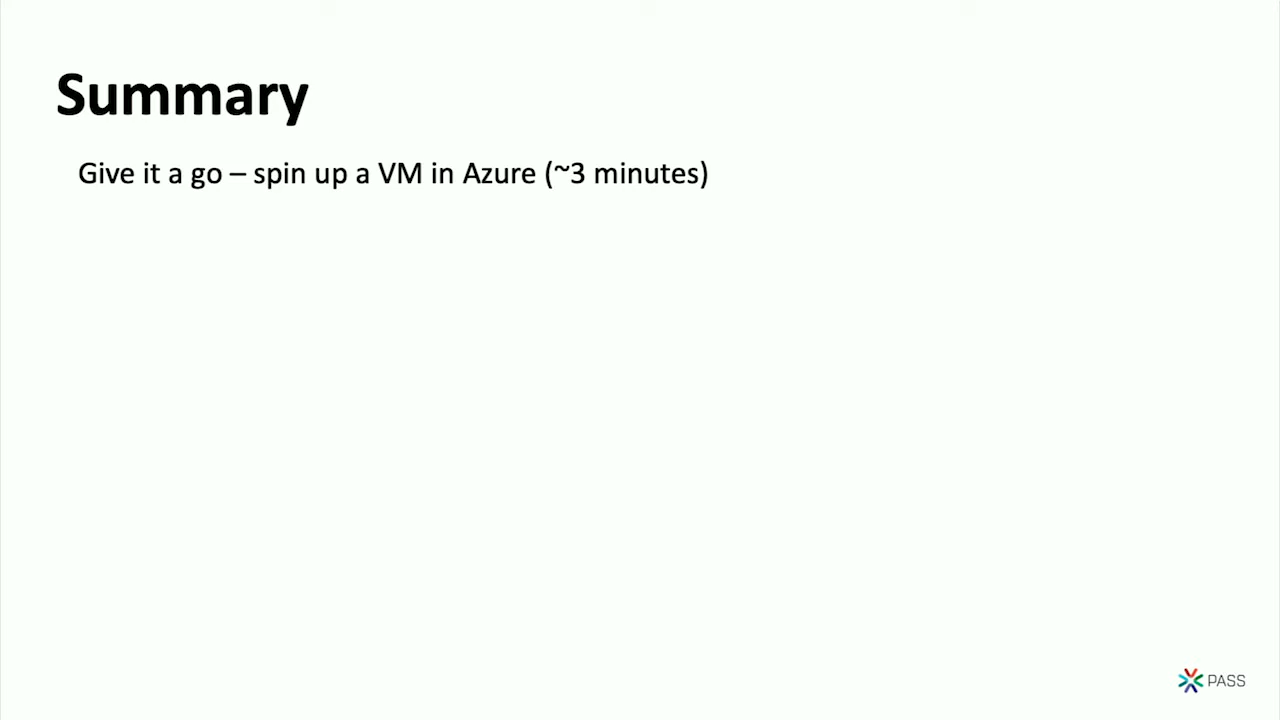 Summary
Give it a go – spin up a VM in Azure (~3 minutes)
PASS